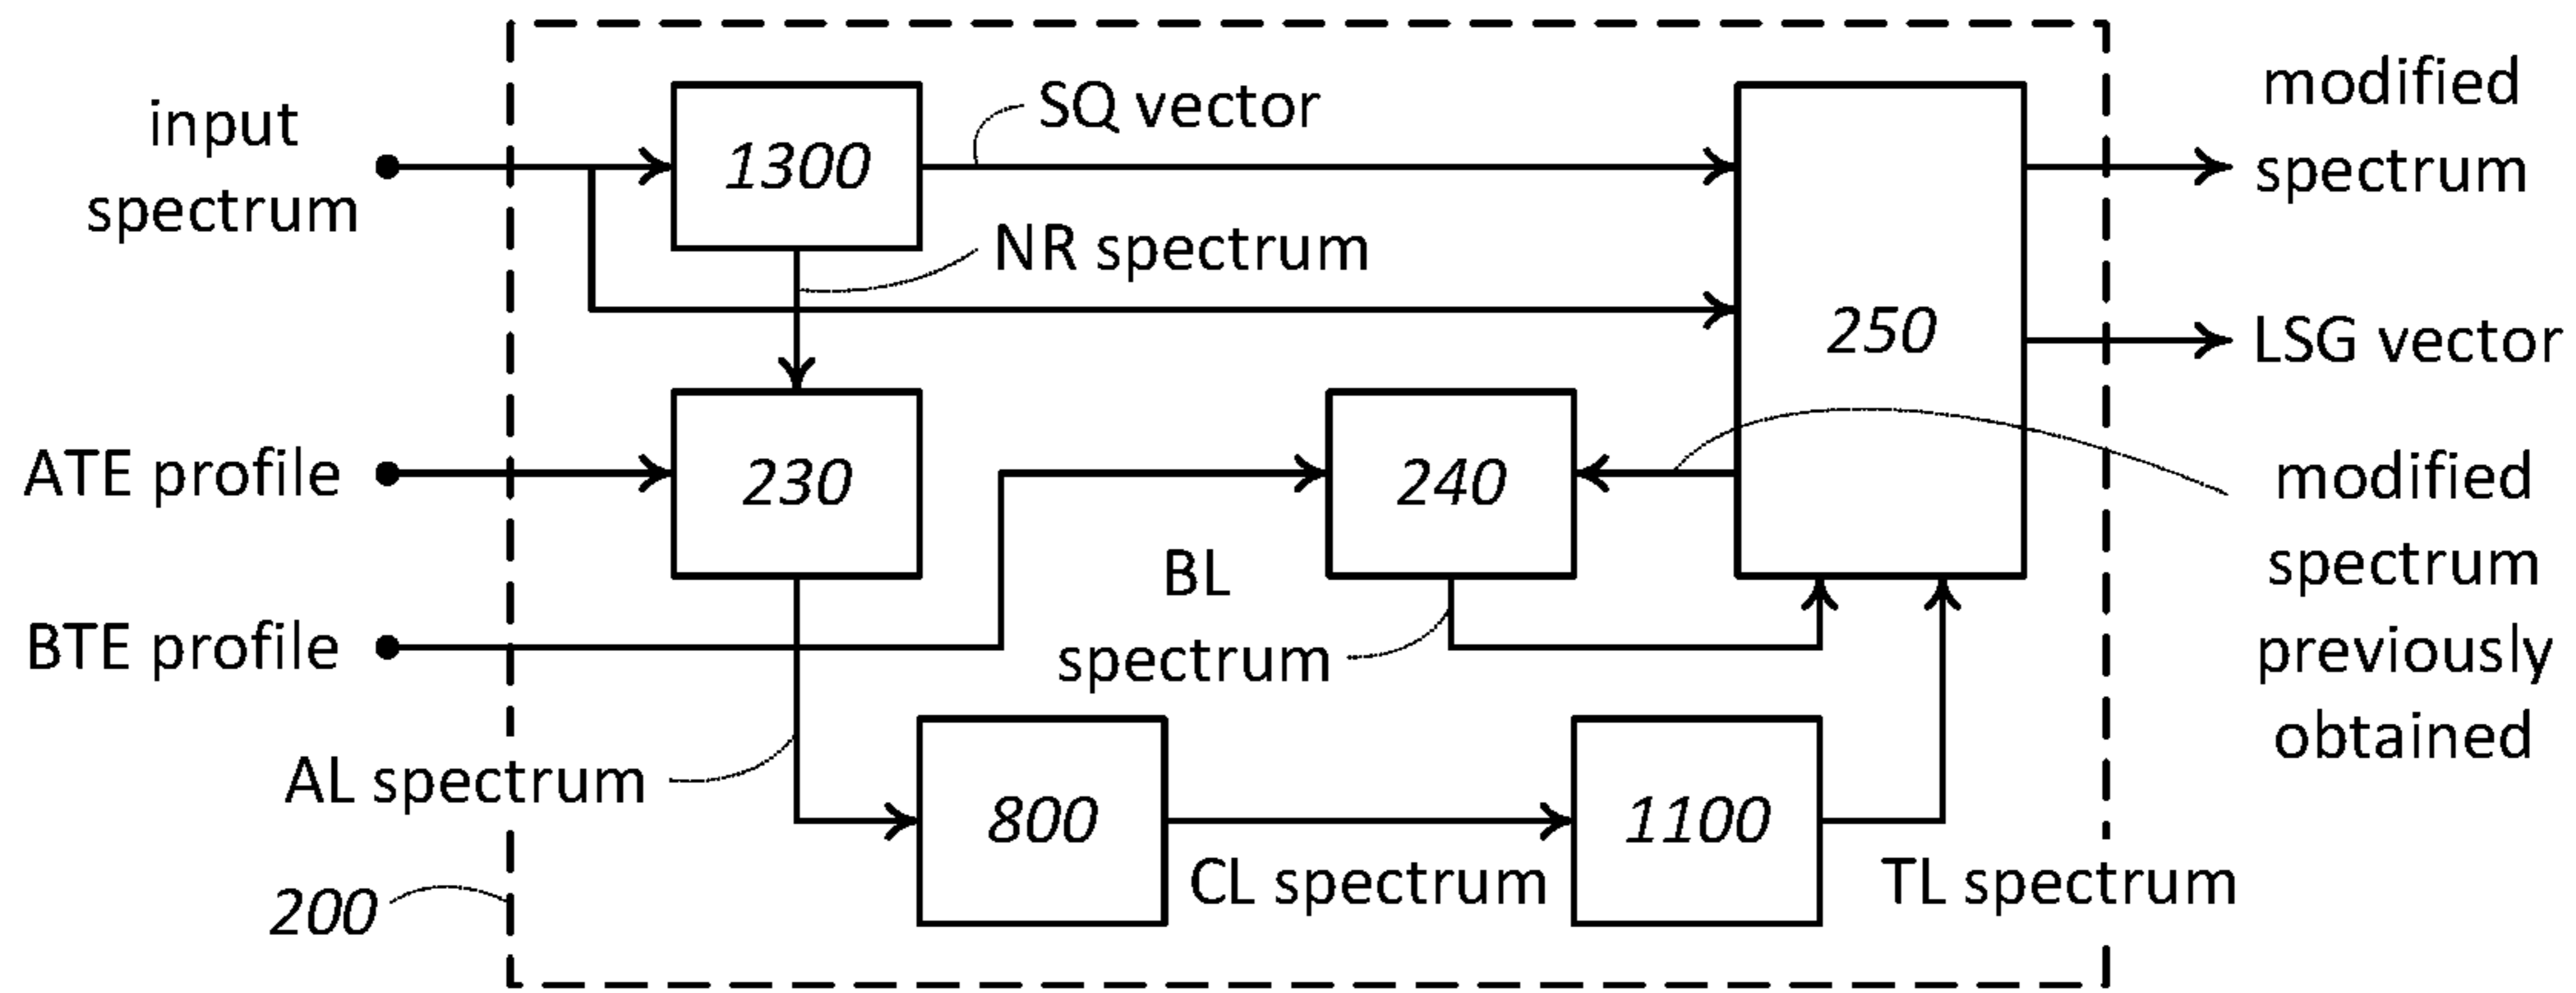 input
spectrum
1300
SQ vector
NR spectrum
250
modified
spectrum
LSG vector
ATE profile
230
240
modified
spectrum
previously
obtained
BTE profile
BL
spectrum
AL spectrum
800
CL spectrum
1100
TL spectrum
200